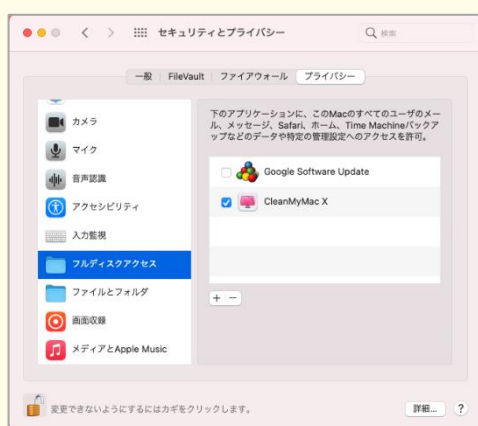 セキュリティとプライバシー
検索
一般 FileVault ファイアウォール プライバシー
カメラ
マイク
音声認識
アクセシビリティ
入力監視
フルディスクアクセス
ファイルとフォルダ
画面収録
メディアとApple Music
下のアプリケーションに、このMacのすべてのユーザのメー
ル、メッセージ、Safari、ホーム、Time Machineバックア
ップなどのデータや特定の管理設定へのアクセスを許可。
Google Software Update
CleanMyMac X
変更できないようにするにはカギをクリックします。
詳細... ?